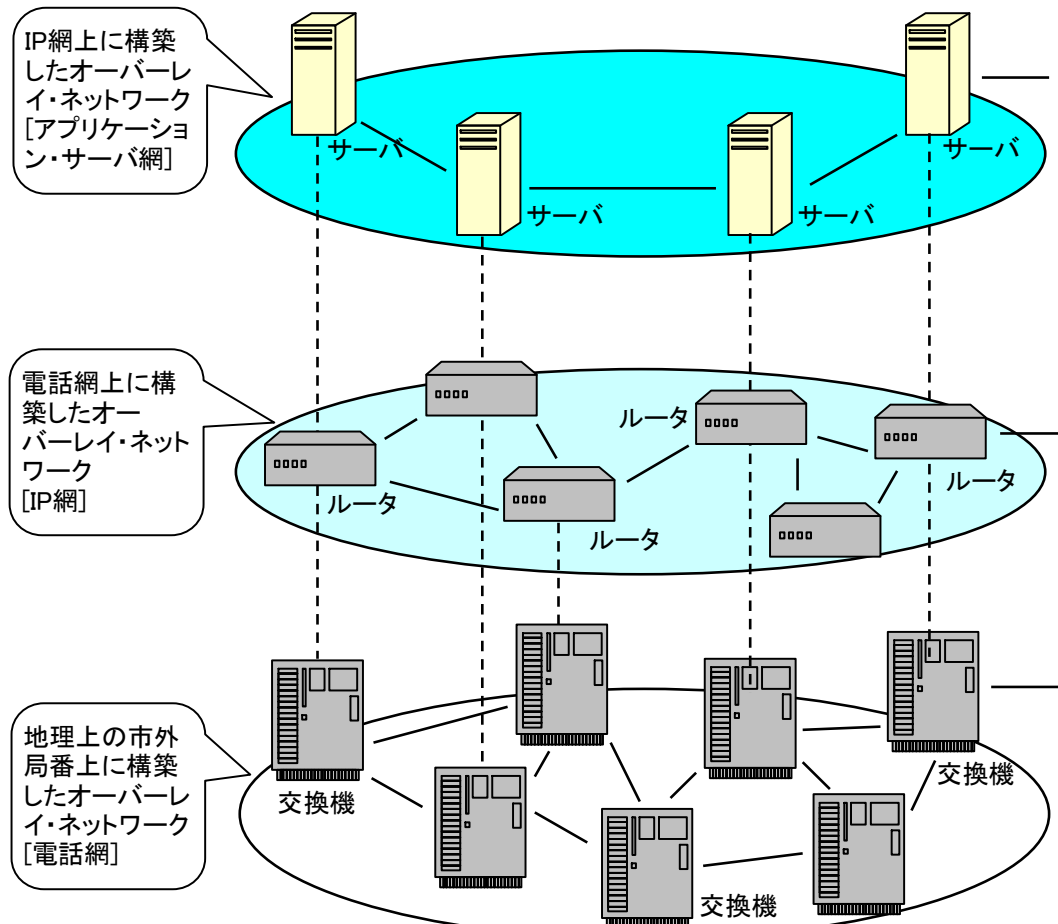 IP網上に構築
したオーバーレ
イ・ネットワーク
[アプリケーショ
ン・サーバ網]
サーバ
サーバ
サーバ
サーバ
電話網上に構
築したオー
バーレイ・ネット
ワーク
[IP網]
ルータ
ルータ
ルータ
ルータ
地理上の市外
局番上に構築
したオーバーレ
イ・ネットワーク
[電話網]
交換機
交換機
交換機